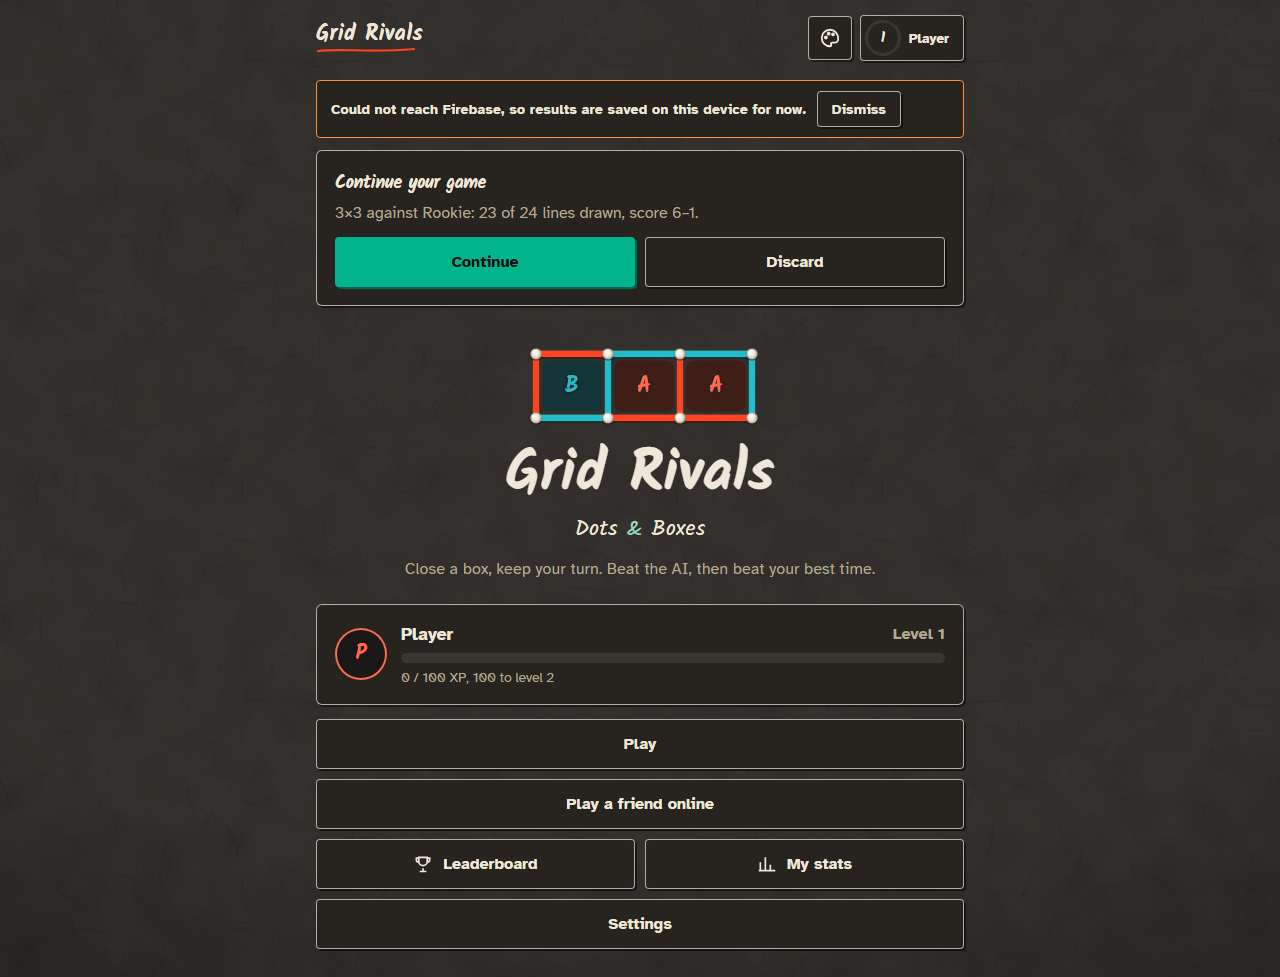 Grid Rivals
1 Player
Could not reach Firebase, so results are saved on this device for now. Dismiss
Continue your game
3×3 against Rookie: 23 of 24 lines drawn, score 6–1.
Continue Discard
B A A
Grid Rivals
Dots & Boxes
Close a box, keep your turn. Beat the AI, then beat your best time.
P Player Level 1
0 / 100 XP, 100 to level 2
Play
Play a friend online
Leaderboard My stats
Settings